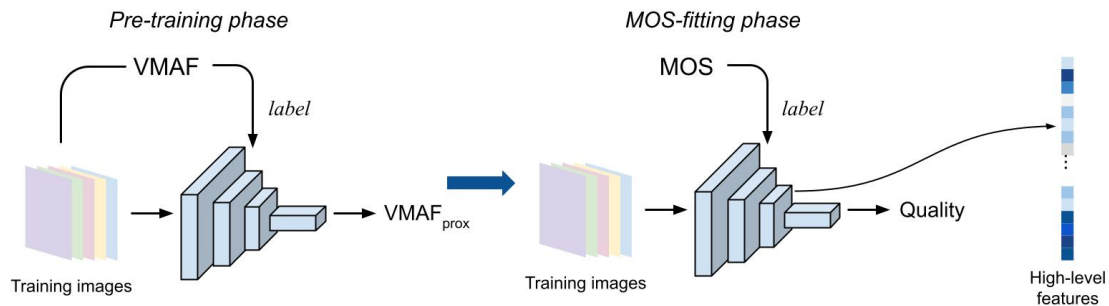 Pre-training phase
VMAF
label
Training images
VMAFprox
MOS-fitting phase
MOS
label
Training images
Quality
High-level
features